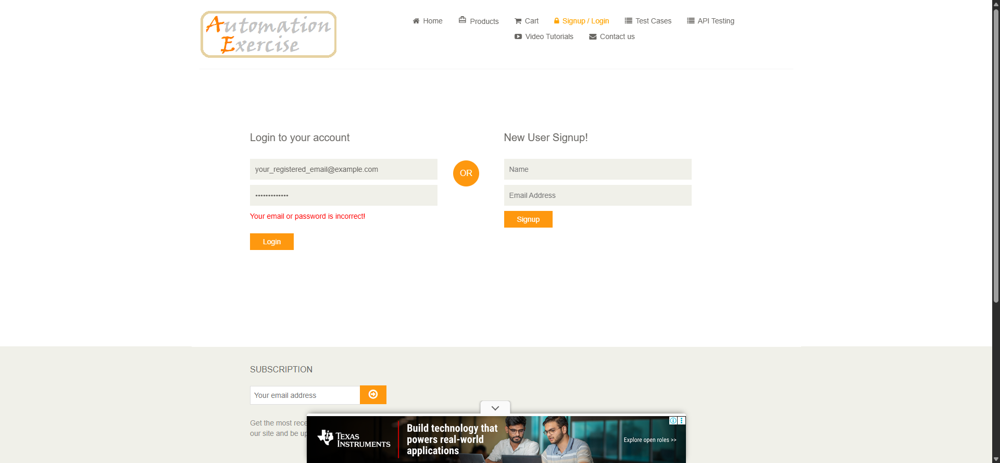 Automation
Exercise
Home
Products
Cart
Signup / Login
Test Cases
API Testing
Video Tutorials
Contact us
Login to your account
your_registered_email@example.com
•••••••••••••
Your email or password is incorrect!
Login
OR
New User Signup!
Name
Email Address
Signup
SUBSCRIPTION
Your email address
Get the most rece
our site and be up
TEXAS
INSTRUMENTS
Build technology that
powers real-world
applications
Explore open roles >>